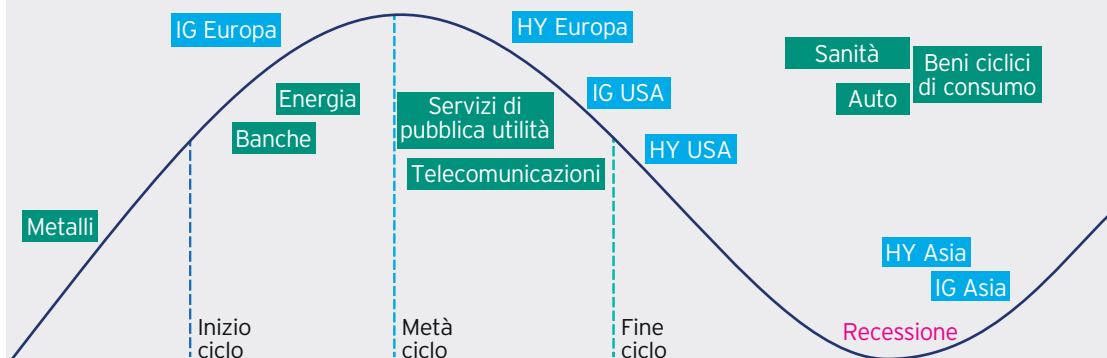 IG Europa
HY Europa
Sanità
Beni ciclici
di consumo
Energia
IG USA
Auto
Servizi di
pubblica utilità
Banche
HY USA
Telecomunicazioni
Metalli
HY Asia
IG Asia
Inizio
ciclo
Metà
ciclo
Fine
ciclo
Recessione